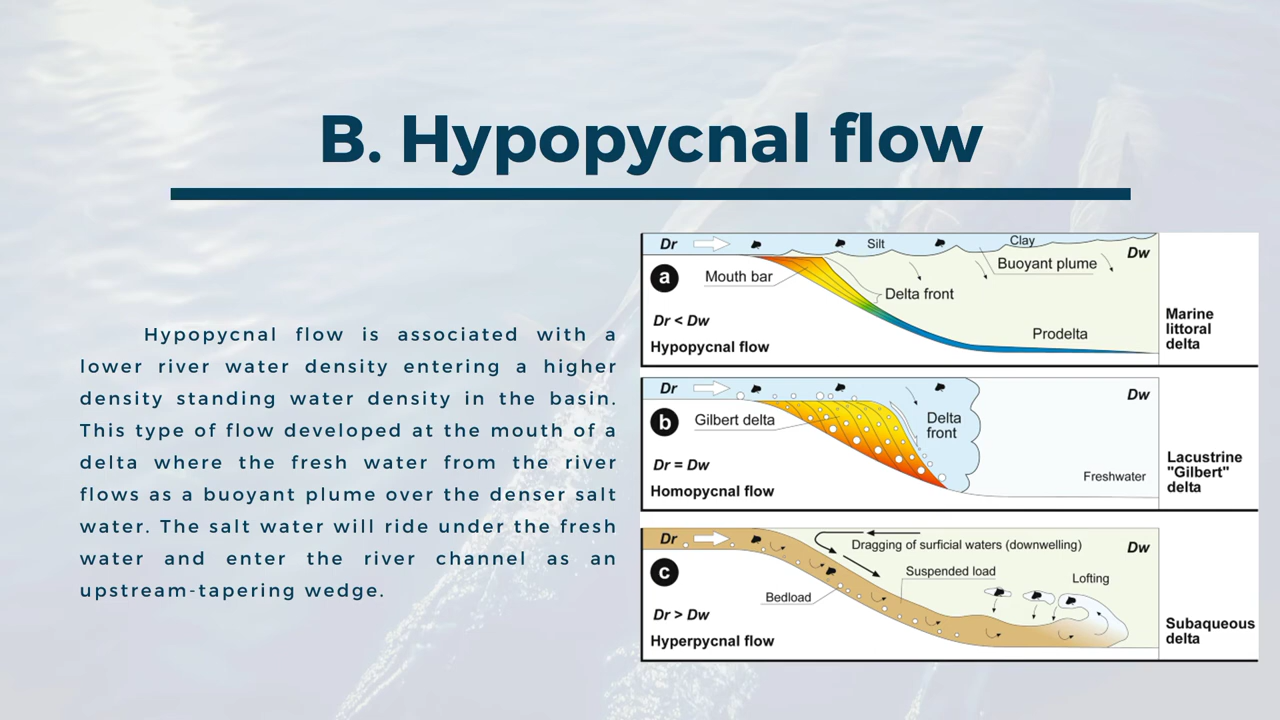 B. Hypopycnal flow
Hypopycnal flow is associated with a
lower river water density entering a higher
density standing water density in the basin.
This type of flow developed at the mouth of a
delta where the fresh water from the river
flows as a buoyant plume over the denser salt
water. The salt water will ride under the fresh
water and enter the river channel as an
upstream-tapering wedge.
Dr
Silt
Clay
Dw
a
Mouth bar
Buoyant plume
Delta front
Dr < Dw
Prodelta
Hypopycnal flow
Marine
littoral
delta
Dr
Dw
b
Gilbert delta
Delta
front
Dr = Dw
Freshwater
Homopycnal flow
Lacustrine
"Gilbert"
delta
Dr
Dragging of surficial waters (downwelling)
Dw
c
Suspended load
Lofting
Bedload
Dr > Dw
Hyperpycnal flow
Subaqueous
delta